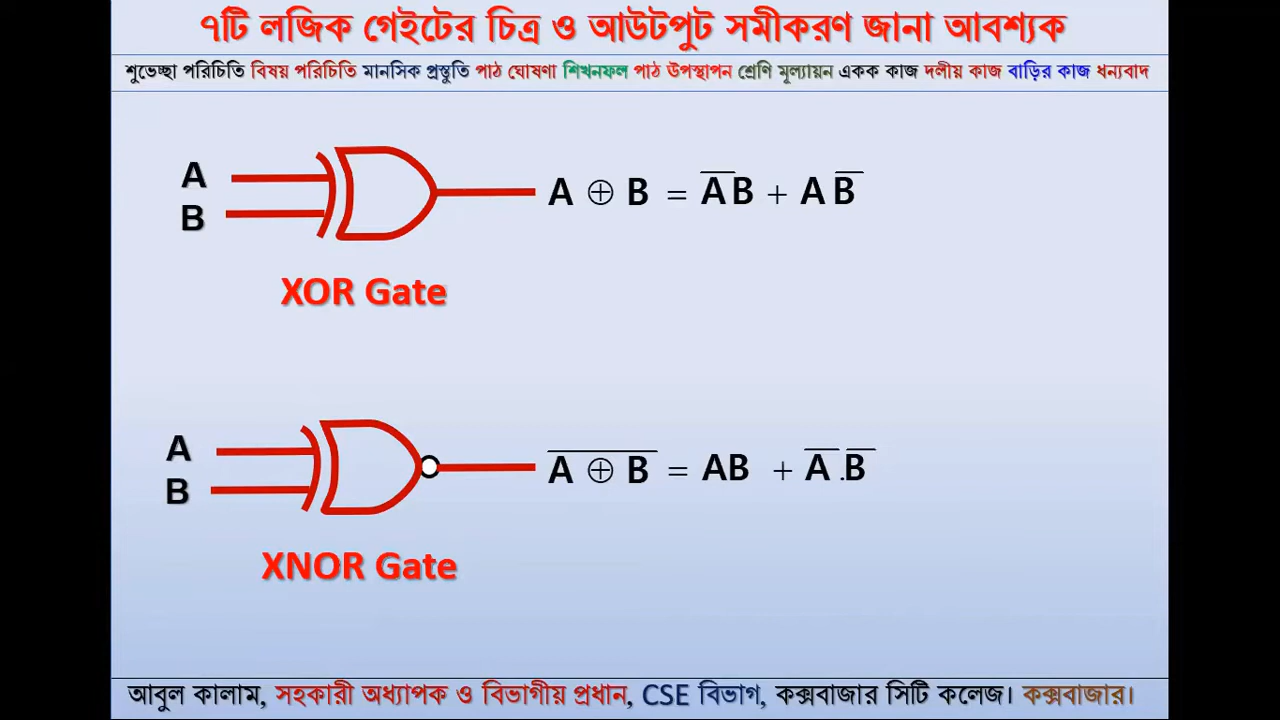 ৭টি লজিক গেইটের চিত্র ও আউটপুট সমীকরণ জানা আবশ্যক
শুভেচ্ছা পরিচিতি বিষয় পরিচিতি মানসিক প্রস্তুতি পাঠ ঘোষণা শিখনফল পাঠ উপস্থাপন শ্রেণি মূল্যায়ন একক কাজ দলীয় কাজ বাড়ির কাজ ধন্যবাদ
A
B
A ⊕ B = A̅B + AB̅
XOR Gate
A
B
A̅ ̅⊕̅ ̅B̅ = AB + A̅.B̅
XNOR Gate
আবুল কালাম, সহকারী অধ্যাপক ও বিভাগীয় প্রধান, CSE বিভাগ, কক্সবাজার সিটি কলেজ। কক্সবাজার।